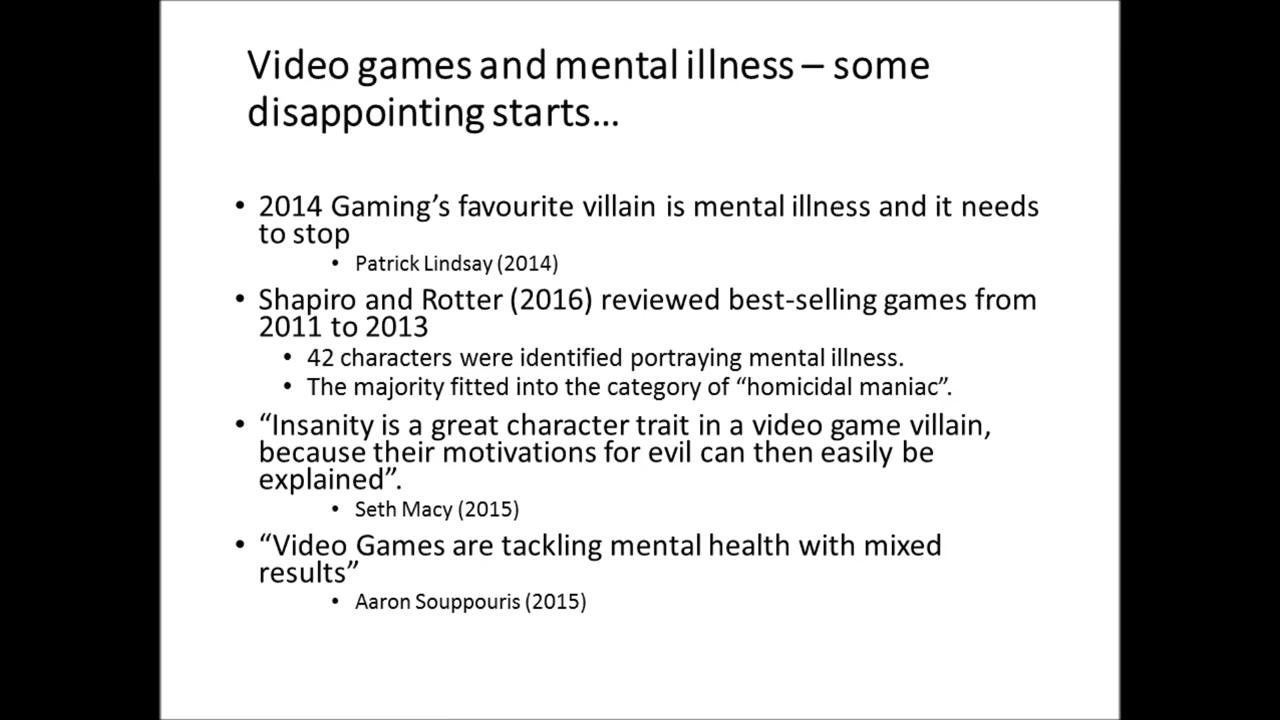 Video games and mental illness – some
disappointing starts…
• 2014 Gaming’s favourite villain is mental illness and it needs
to stop
• Patrick Lindsay (2014)
• Shapiro and Rotter (2016) reviewed best-selling games from
2011 to 2013
• 42 characters were identified portraying mental illness.
• The majority fitted into the category of “homicidal maniac”.
• “Insanity is a great character trait in a video game villain,
because their motivations for evil can then easily be
explained”.
• Seth Macy (2015)
• “Video Games are tackling mental health with mixed
results”
• Aaron Souppouris (2015)